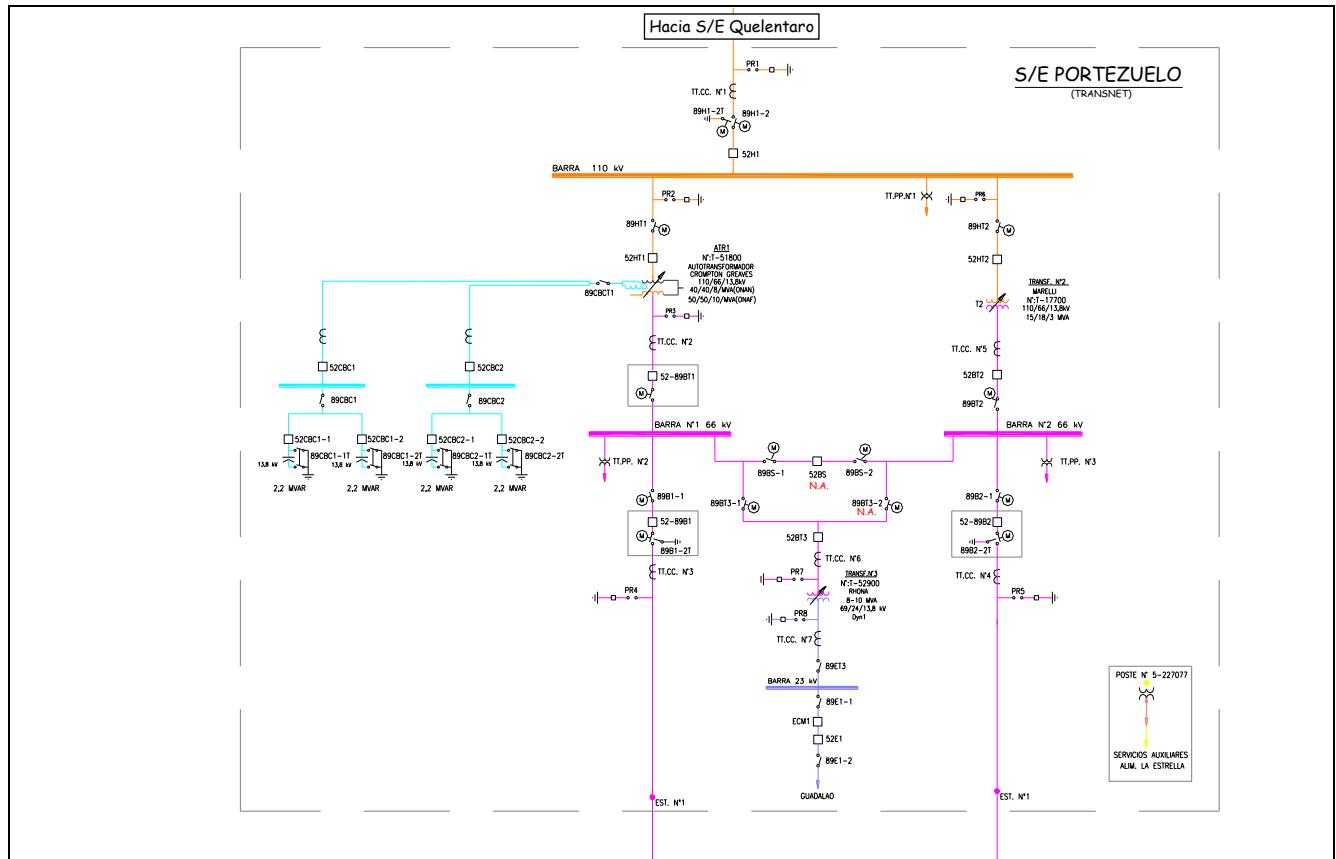 Hacia S/E Quelentaro
S/E PORTEZUELO
(TRANSNET)
PR1
TT.CC. N°1
89H1-2T
89H1-2
M
M
52H1
BARRA 110 kV
PR2
TT.PP.N°1
PR6
89HT1
M
89HT2
M
52HT1
52HT2
ATR1
N°:T-51800
AUTOTRANSFORMADOR
CROMPTON GREAVES
110/66/13,8kV
40/40/8/MVA(ONAN)
50/50/10/MVA(ONAF)
89CBCT1
TRANSF. N°2
MARELLI
N°:T-17700
110/66/13,8kV
15/18/3 MVA
T2
PR3
TT.CC. N°2
TT.CC. N°5
52CBC1
52CBC2
52-89BT1
M
52BT2
M
89BT2
89CBC1
89CBC2
BARRA N°1 66 kV
BARRA N°2 66 kV
52CBC1-1
52CBC1-2
52CBC2-1
52CBC2-2
89CBC1-1T
89CBC1-2T
89CBC2-1T
89CBC2-2T
13,8 kV
13,8 kV
13,8 kV
13,8 kV
2,2 MVAR
2,2 MVAR
2,2 MVAR
2,2 MVAR
M
M
89BS-1
52BS
89BS-2
N.A.
TT.PP. N°2
TT.PP. N°3
M
89B1-1
89BT3-1
M
89BT3-2
M
N.A.
89B2-1
M
52-89B1
M
89B1-2T
52-89B2
M
89B2-2T
52BT3
TT.CC. N°3
TT.CC. N°6
TT.CC. N°4
PR4
PR7
PR5
TRANSF.N°3
N°:T-52900
RHONA
8-10 MVA
69/24/13,8 kV
Dyn1
PR8
TT.CC. N°7
89ET3
BARRA 23 kV
89E1-1
ECM1
52E1
89E1-2
GUADALAO
POSTE N° 5-227077
SERVICIOS AUXILIARES
ALIM. LA ESTRELLA
EST. N°1
EST. N°1